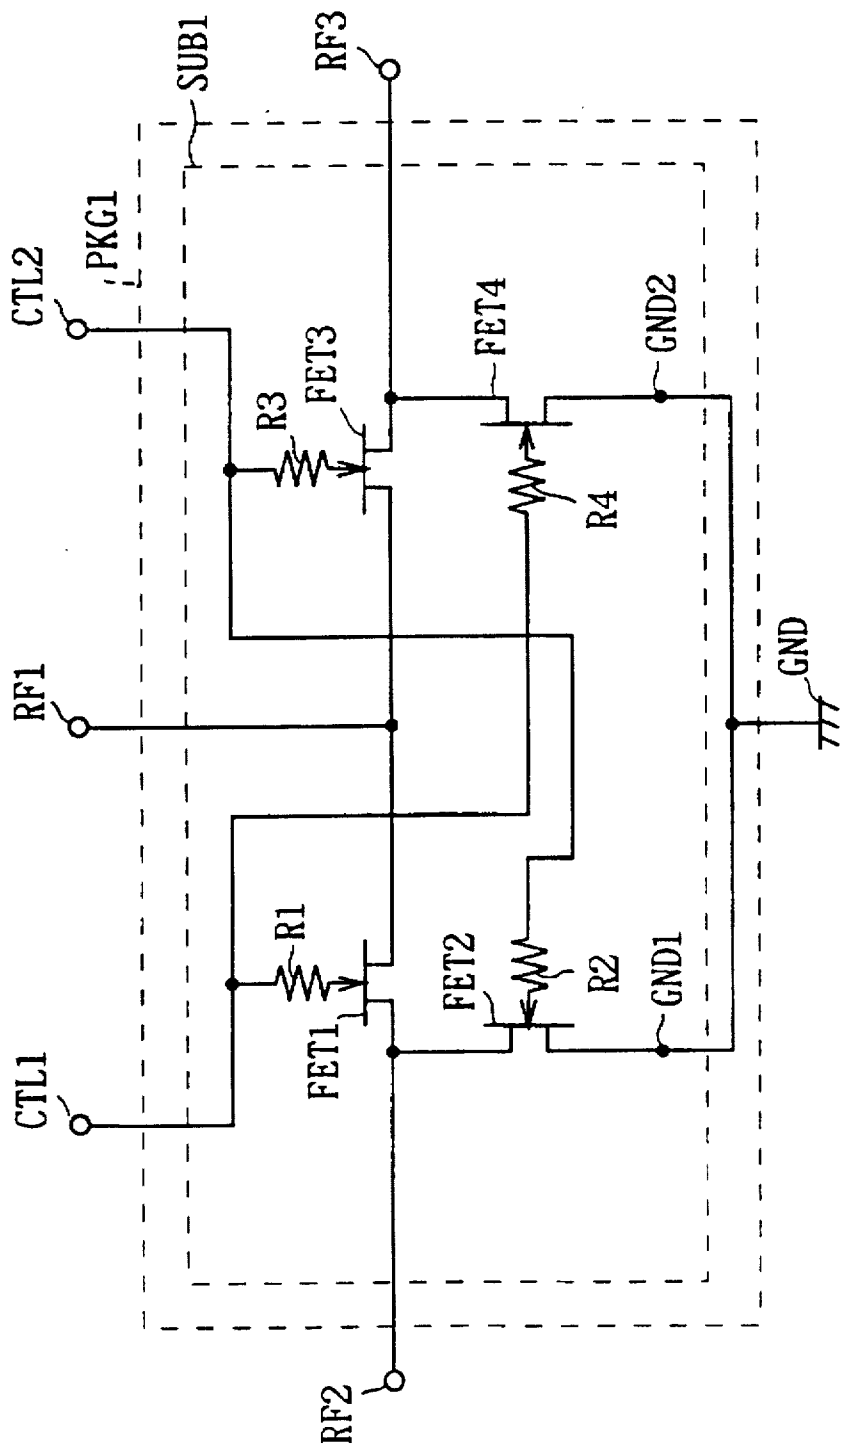 CTL1
RF1
CTL2
PKG1
SUB1
RF2
FET1
R1
R3
FET3
RF3
FET2
R2
R4
FET4
GND1
GND2
GND